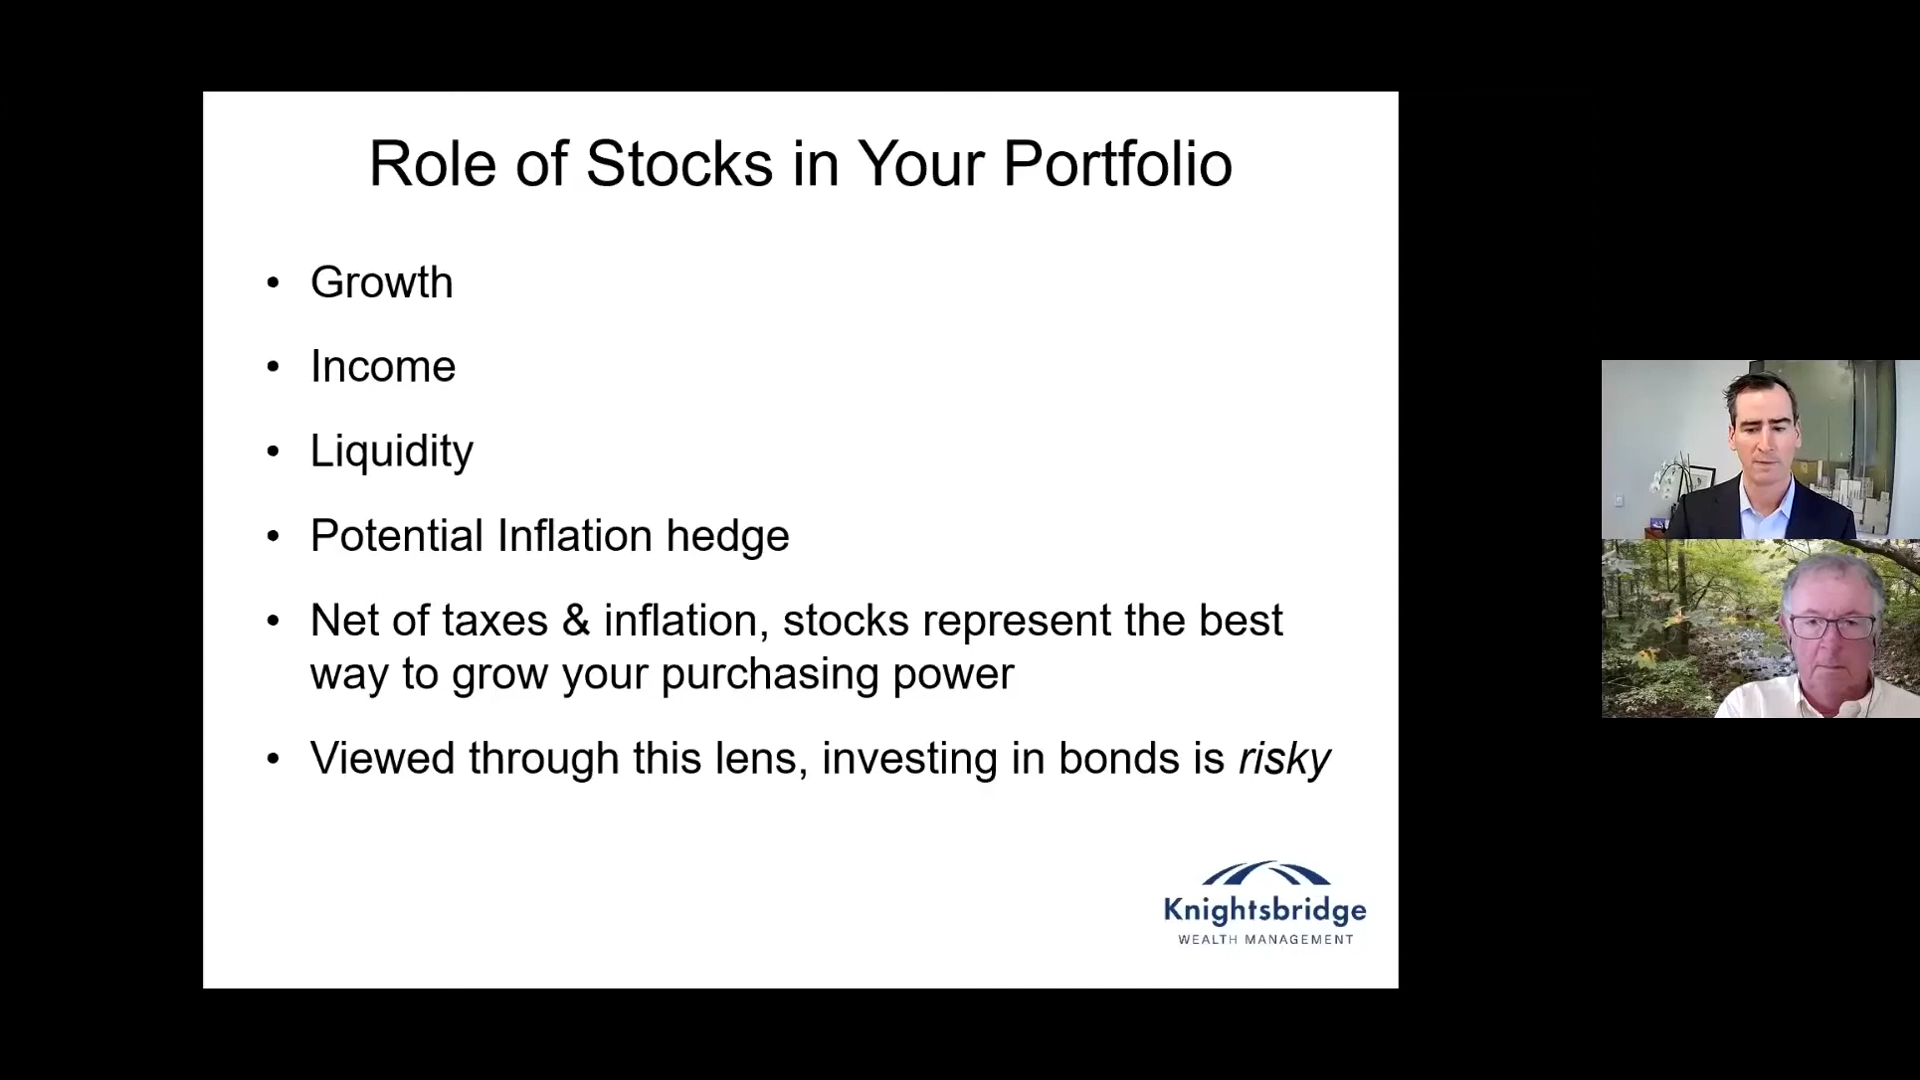 Role of Stocks in Your Portfolio
• Growth
• Income
• Liquidity
• Potential Inflation hedge
• Net of taxes & inflation, stocks represent the best
way to grow your purchasing power
• Viewed through this lens, investing in bonds is risky
Knightsbridge
WEALTH MANAGEMENT